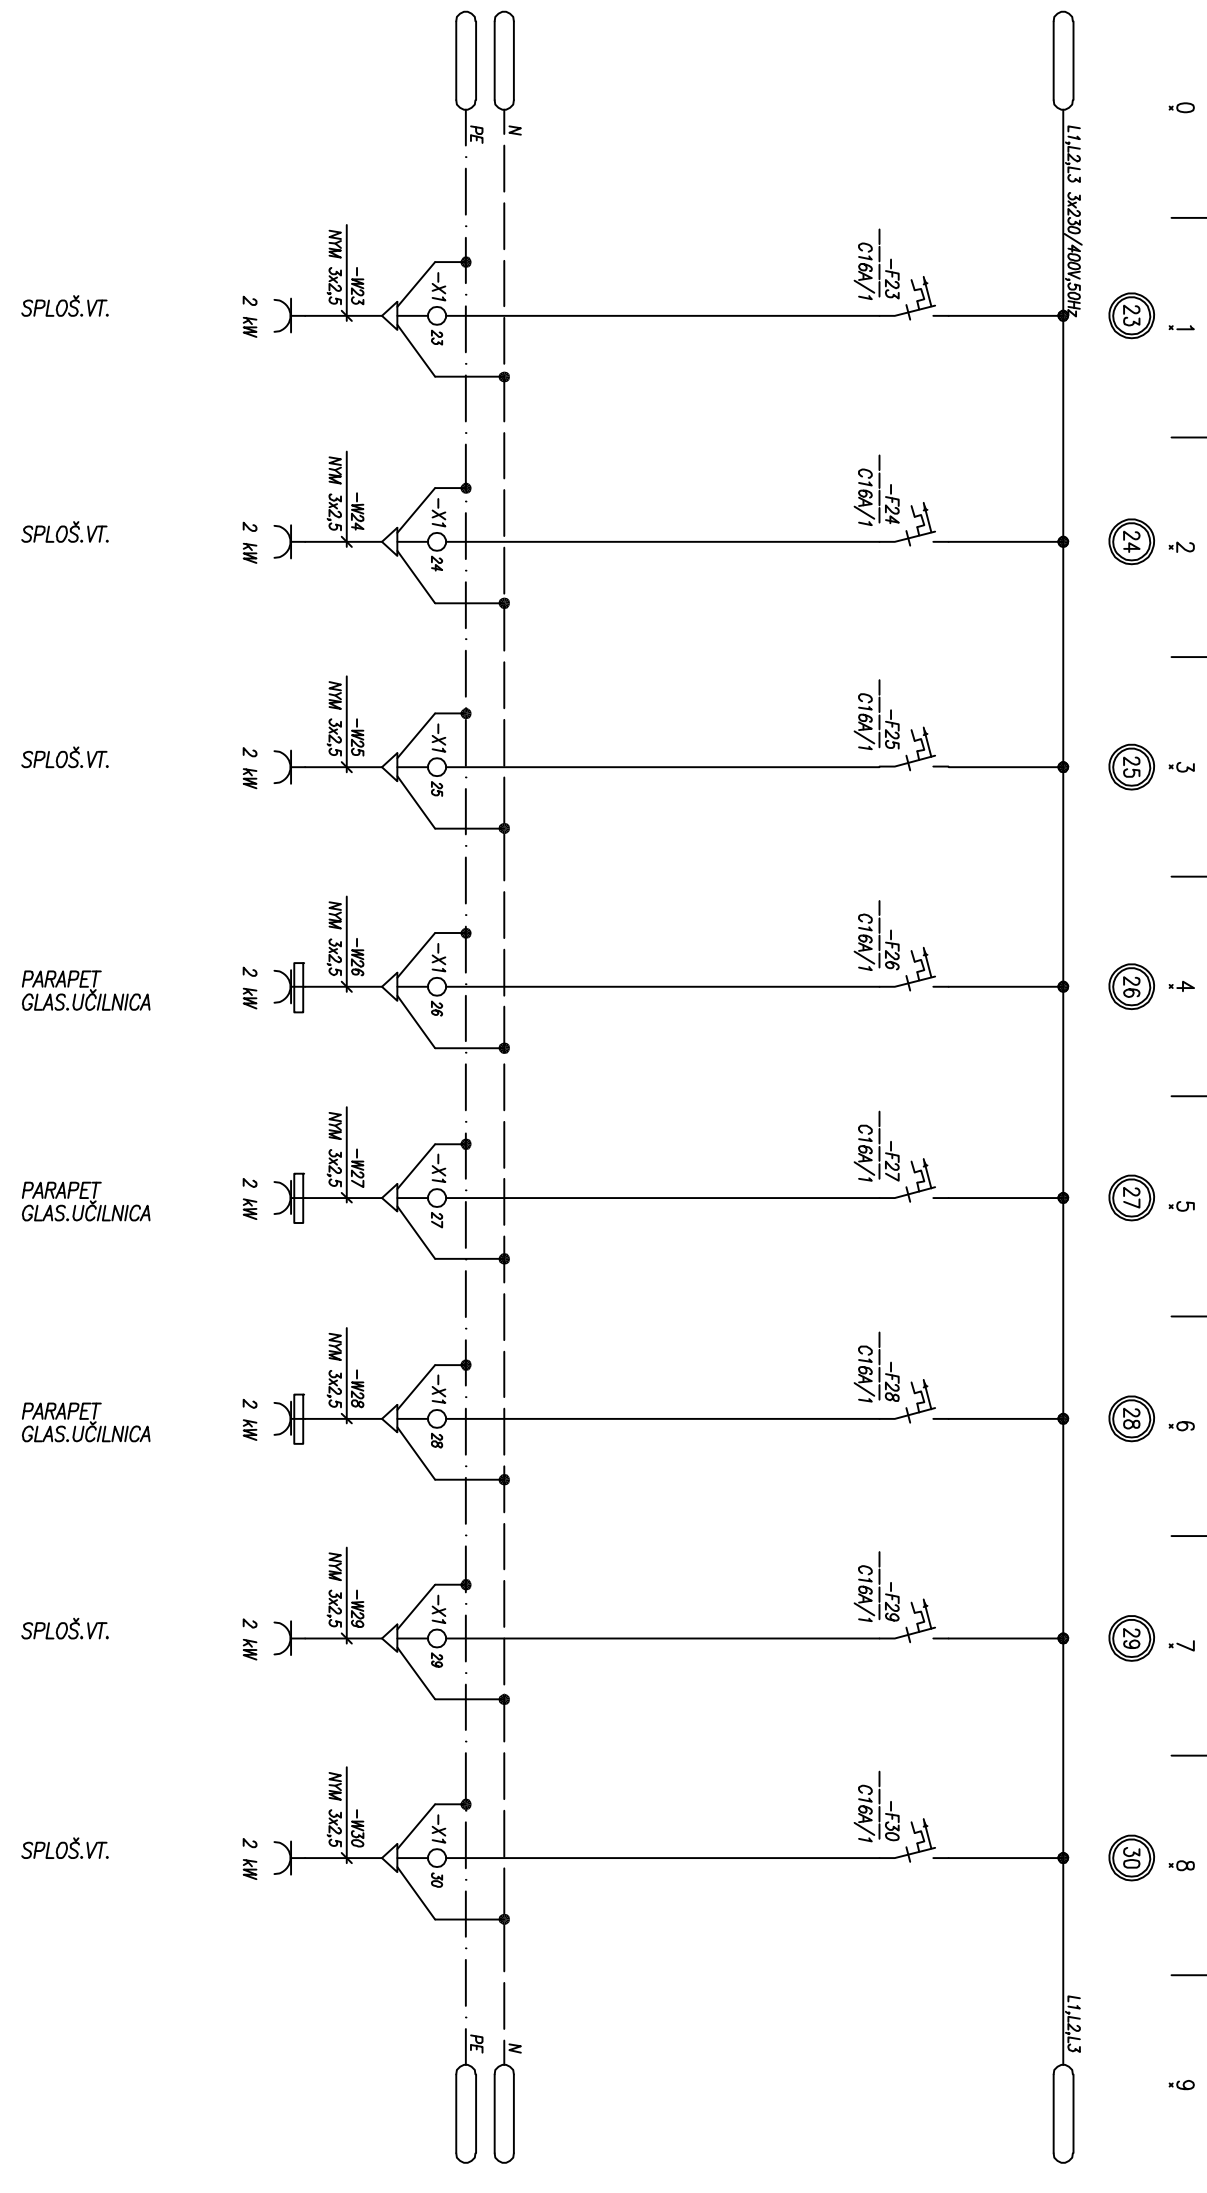 0
1
2
3
4
5
6
7
8
9
23
24
25
26
27
28
29
30
L1,L2,L3 3x230/400V,50Hz
L1,L2,L3
-F23
C16A/1
-F24
C16A/1
-F25
C16A/1
-F26
C16A/1
-F27
C16A/1
-F28
C16A/1
-F29
C16A/1
-F30
C16A/1
N
N
PE
PE
-X1
23
-X1
24
-X1
25
-X1
26
-X1
27
-X1
28
-X1
29
-X1
30
-W23
NYM 3x2,5
-W24
NYM 3x2,5
-W25
NYM 3x2,5
-W26
NYM 3x2,5
-W27
NYM 3x2,5
-W28
NYM 3x2,5
-W29
NYM 3x2,5
-W30
NYM 3x2,5
2 kW
2 kW
2 kW
2 kW
2 kW
2 kW
2 kW
2 kW
SPLOŠ.VT.
SPLOŠ.VT.
SPLOŠ.VT.
PARAPET
GLAS.UČILNICA
PARAPET
GLAS.UČILNICA
PARAPET
GLAS.UČILNICA
SPLOŠ.VT.
SPLOŠ.VT.